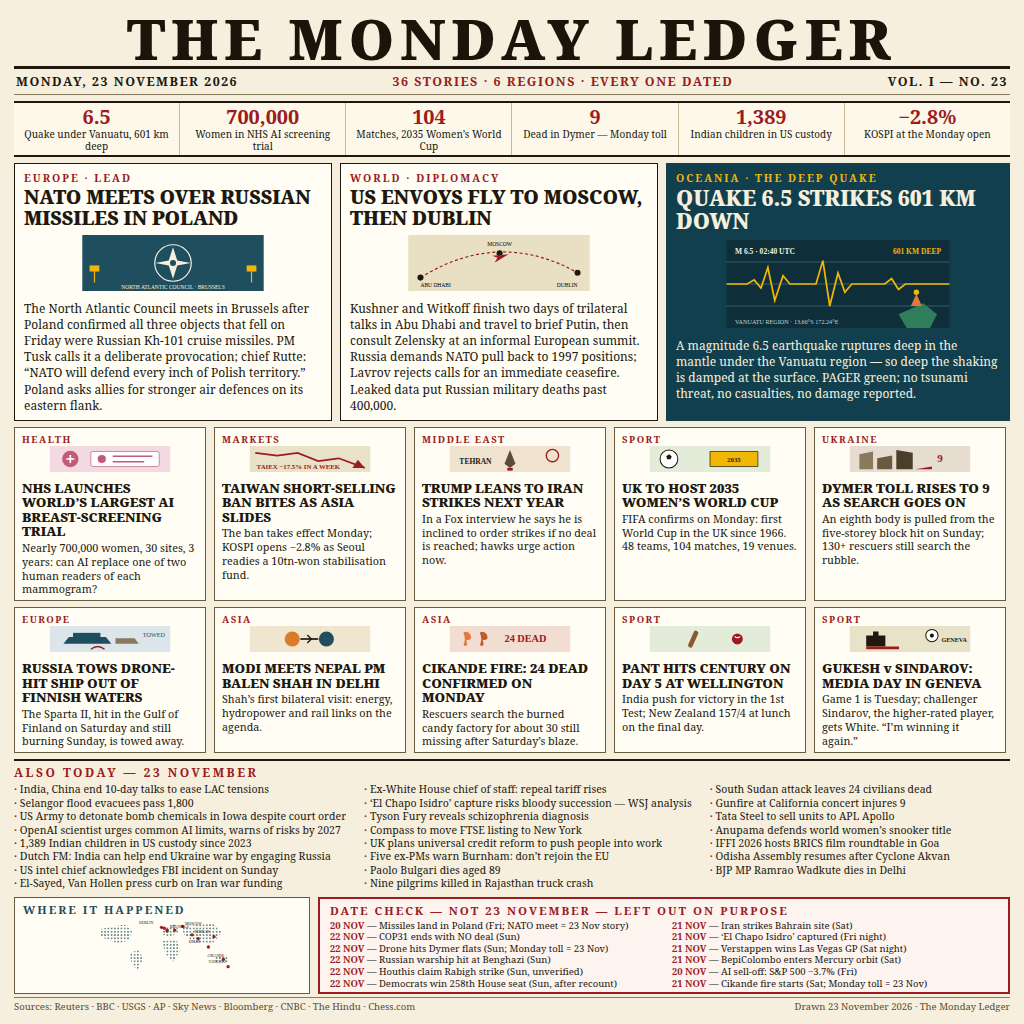 THE MONDAY LEDGER
MONDAY, 23 NOVEMBER 2026
36 STORIES · 6 REGIONS · EVERY ONE DATED
VOL. I — NO. 23
6.5
Quake under Vanuatu, 601 km
deep
700,000
Women in NHS AI screening
trial
104
Matches, 2035 Women's World
Cup
9
Dead in Dymer — Monday toll
1,389
Indian children in US custody
−2.8%
KOSPI at the Monday open
EUROPE · LEAD
NATO MEETS OVER RUSSIAN
MISSILES IN POLAND
NORTH ATLANTIC COUNCIL · BRUSSELS
The North Atlantic Council meets in Brussels after
Poland confirmed all three objects that fell on
Friday were Russian Kh-101 cruise missiles. PM
Tusk calls it a deliberate provocation; chief Rutte:
“NATO will defend every inch of Polish territory.”
Poland asks allies for stronger air defences on its
eastern flank.
WORLD · DIPLOMACY
US ENVOYS FLY TO MOSCOW,
THEN DUBLIN
MOSCOW
ABU DHABI
DUBLIN
Kushner and Witkoff finish two days of trilateral
talks in Abu Dhabi and travel to brief Putin, then
consult Zelensky at an informal European summit.
Russia demands NATO pull back to 1997 positions;
Lavrov rejects calls for an immediate ceasefire.
Leaked data put Russian military deaths past
400,000.
OCEANIA · THE DEEP QUAKE
QUAKE 6.5 STRIKES 601 KM
DOWN
M 6.5 · 02:40 UTC
601 KM DEEP
VANUATU REGION · 13.68°S 172.24°E
A magnitude 6.5 earthquake ruptures deep in the
mantle under the Vanuatu region — so deep the shaking
is damped at the surface. PAGER green; no tsunami
threat, no casualties, no damage reported.
HEALTH
NHS LAUNCHES
WORLD’S LARGEST AI
BREAST-SCREENING
TRIAL
Nearly 700,000 women, 30 sites, 3
years: can AI replace one of two
human readers of each
mammogram?
MARKETS
TAIEX −17.5% IN A WEEK
TAIWAN SHORT-SELLING
BAN BITES AS ASIA
SLIDES
The ban takes effect Monday;
KOSPI opens −2.8% as Seoul
readies a 10tn-won stabilisation
fund.
MIDDLE EAST
TEHRAN
TRUMP LEANS TO IRAN
STRIKES NEXT YEAR
In a Fox interview he says he is
inclined to order strikes if no deal
is reached; hawks urge action
now.
SPORT
2035
UK TO HOST 2035
WOMEN’S WORLD CUP
FIFA confirms on Monday: first
World Cup in the UK since 1966.
48 teams, 104 matches, 19 venues.
UKRAINE
9
DYMER TOLL RISES TO 9
AS SEARCH GOES ON
An eighth body is pulled from the
five-storey block hit on Sunday;
130+ rescuers still search the
rubble.
EUROPE
TOWED
RUSSIA TOWS DRONE-
HIT SHIP OUT OF
FINNISH WATERS
The Sparta II, hit in the Gulf of
Finland on Saturday and still
burning Sunday, is towed away.
ASIA
MODI MEETS NEPAL PM
BALEN SHAH IN DELHI
Shah’s first bilateral visit: energy,
hydropower and rail links on the
agenda.
ASIA
24 DEAD
CIKANDE FIRE: 24 DEAD
CONFIRMED ON
MONDAY
Rescuers search the burned
candy factory for about 30 still
missing after Saturday’s blaze.
SPORT
PANT HITS CENTURY ON
DAY 5 AT WELLINGTON
India push for victory in the 1st
Test; New Zealand 157/4 at lunch
on the final day.
SPORT
GENEVA
GUKESH v SINDAROV:
MEDIA DAY IN GENEVA
Game 1 is Tuesday; challenger
Sindarov, the higher-rated player,
gets White. “I’m winning it
again.”
ALSO TODAY — 23 NOVEMBER
· India, China end 10-day talks to ease LAC tensions
· Selangor flood evacuees pass 1,800
· US Army to detonate bomb chemicals in Iowa despite court order
· OpenAI scientist urges common AI limits, warns of risks by 2027
· 1,389 Indian children in US custody since 2023
· Dutch FM: India can help end Ukraine war by engaging Russia
· US intel chief acknowledges FBI incident on Sunday
· El-Sayed, Van Hollen press curb on Iran war funding
· Ex-White House chief of staff: repeal tariff rises
· ‘El Chapo Isidro’ capture risks bloody succession — WSJ analysis
· Tyson Fury reveals schizophrenia diagnosis
· Compass to move FTSE listing to New York
· UK plans universal credit reform to push people into work
· Five ex-PMs warn Burnham: don’t rejoin the EU
· Paolo Bulgari dies aged 89
· Nine pilgrims killed in Rajasthan truck crash
· South Sudan attack leaves 24 civilians dead
· Gunfire at California concert injures 9
· Tata Steel to sell units to APL Apollo
· Anupama defends world women’s snooker title
· IFFI 2026 hosts BRICS film roundtable in Goa
· Odisha Assembly resumes after Cyclone Akvan
· BJP MP Ramrao Wadkute dies in Delhi
WHERE IT HAPPENED
DUBLIN
MOSCOW
DATE CHECK — NOT 23 NOVEMBER — LEFT OUT ON PURPOSE
20 NOV — Missiles land in Poland (Fri; NATO meet = 23 Nov story)
22 NOV — COP31 ends with NO deal (Sun)
22 NOV — Drone hits Dymer flats (Sun; Monday toll = 23 Nov)
22 NOV — Russian warship hit at Benghazi (Sun)
22 NOV — Houthis claim Rabigh strike (Sun, unverified)
22 NOV — Democrats win 258th House seat (Sun, after recount)
21 NOV — Iran strikes Bahrain site (Sat)
21 NOV — ‘El Chapo Isidro’ captured (Fri night)
21 NOV — Verstappen wins Las Vegas GP (Sat night)
21 NOV — BepiColombo enters Mercury orbit (Sat)
20 NOV — AI sell-off: S&P 500 −3.7% (Fri)
21 NOV — Cikande fire starts (Sat; Monday toll = 23 Nov)
Sources: Reuters · BBC · USGS · AP · Sky News · Bloomberg · CNBC · The Hindu · Chess.com
Drawn 23 November 2026 · The Monday Ledger